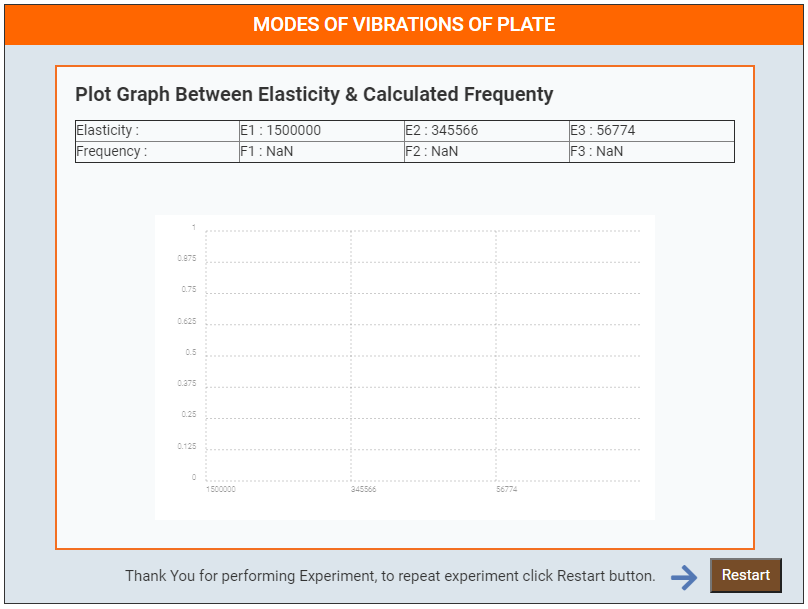 MODES OF VIBRATIONS OF PLATE
Plot Graph Between Elasticity & Calculated Frequenty
Elasticity : E1 : 1500000 E2 : 345566 E3 : 56774
Frequency : F1 : NaN F2 : NaN F3 : NaN
1
0.875
0.75
0.625
0.5
0.375
0.25
0.125
0
1500000 345566 56774
Thank You for performing Experiment, to repeat experiment click Restart button. Restart